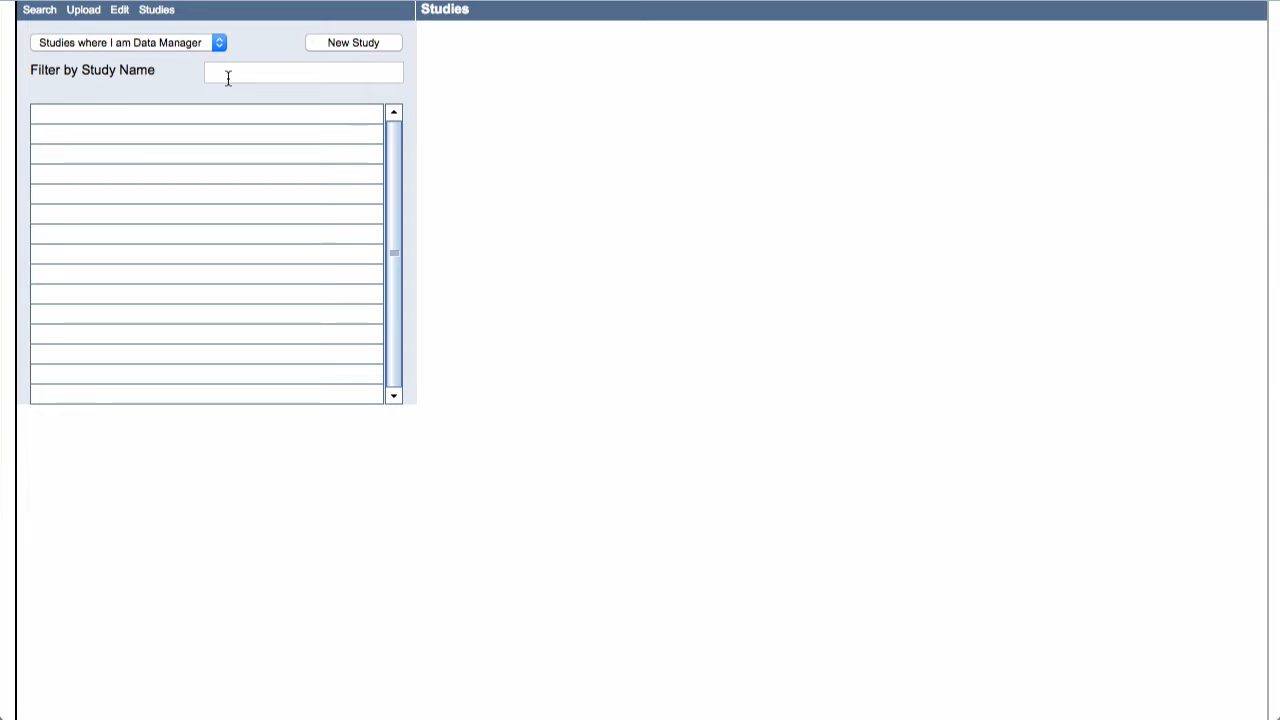 Search Upload Edit Studies
Studies
Studies where I am Data Manager
New Study
Filter by Study Name